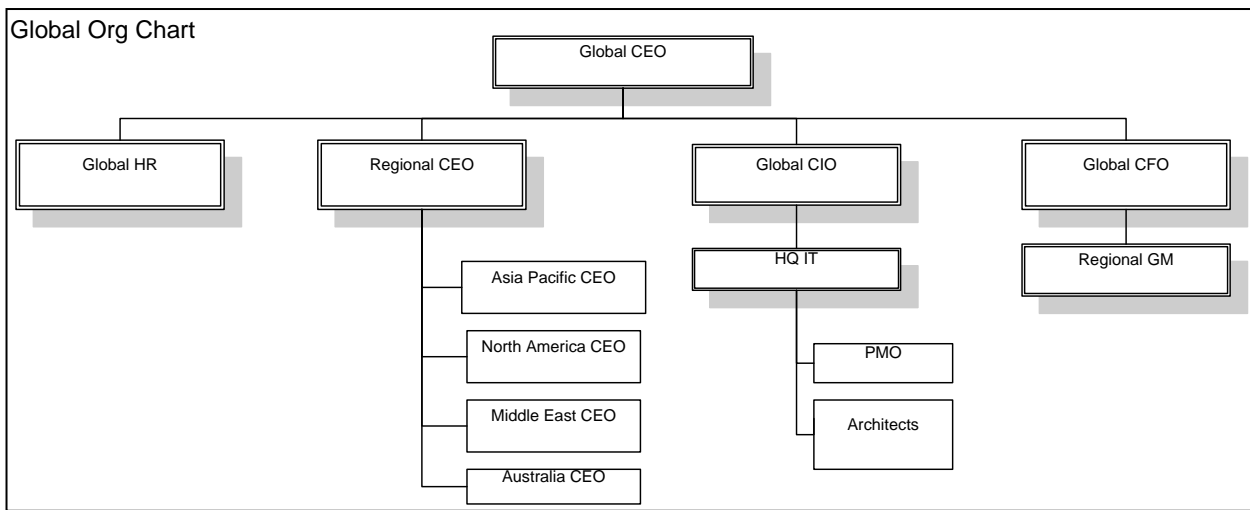 Global Org Chart
Global CEO
Global HR
Regional CEO
Global CIO
Global CFO
HQ IT
Regional GM
Asia Pacific CEO
North America CEO
PMO
Middle East CEO
Architects
Australia CEO